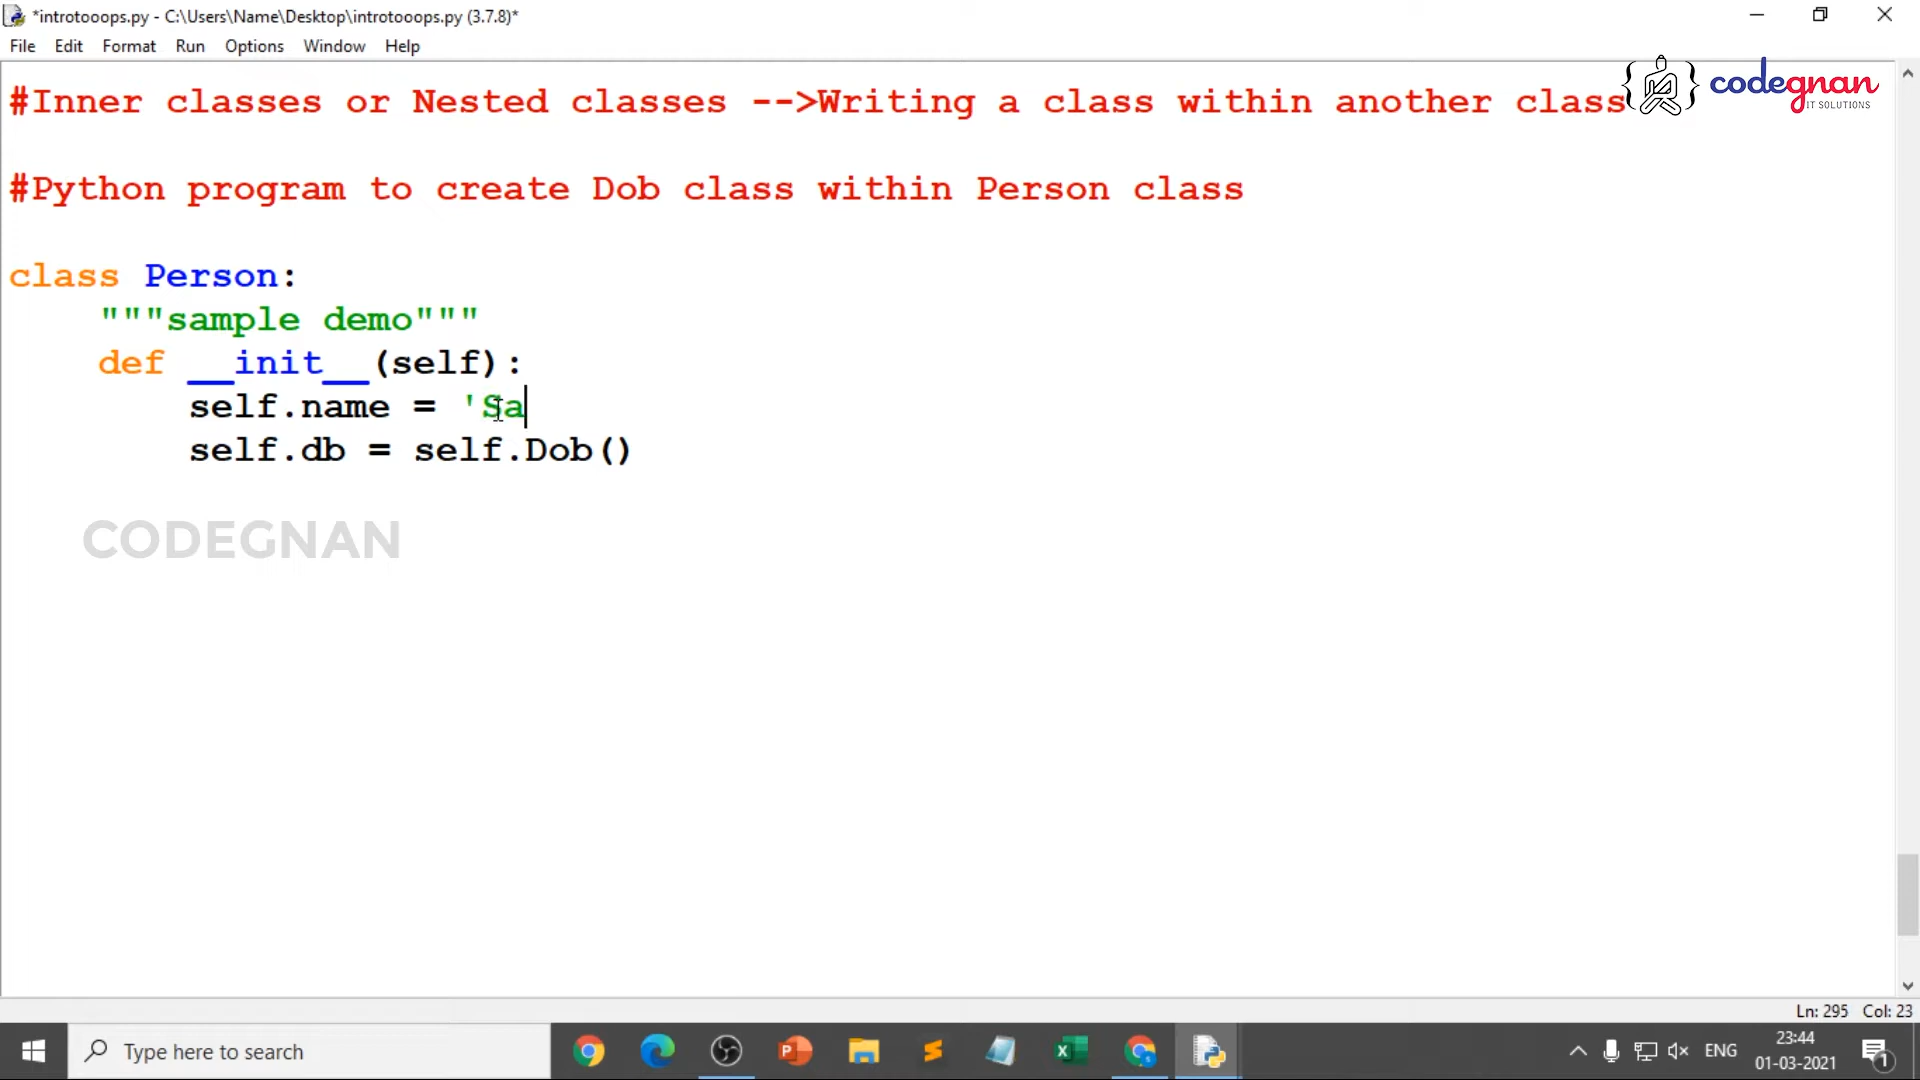 *introtooops.py - C:\Users\Name\Desktop\introtooops.py (3.7.8)*
File Edit Format Run Options Window Help
codegnan
IT SOLUTIONS
#Inner classes or Nested classes -->Writing a class within another class
#Python program to create Dob class within Person class
class Person:
"""sample demo"""
def __init__(self):
self.name = 'Sa
self.db = self.Dob()
CODEGNAN
Ln: 295 Col: 23
Type here to search
ENG
23:44
01-03-2021
1